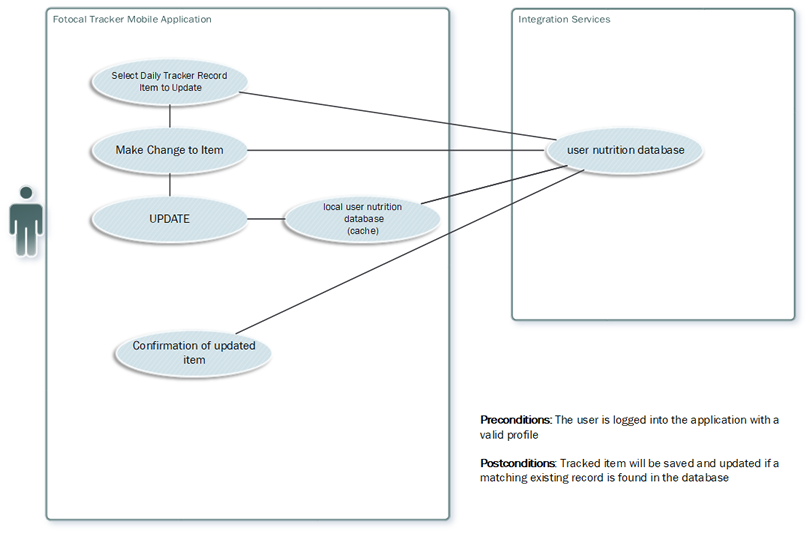 Fotocal Tracker Mobile Application
Integration Services
Select Daily Tracker Record
Item to Update
Make Change to Item
user nutrition database
UPDATE
local user nutrition
database
(cache)
Confirmation of updated
item
Preconditions: The user is logged into the application with a
valid profile
Postconditions: Tracked item will be saved and updated if a
matching existing record is found in the database